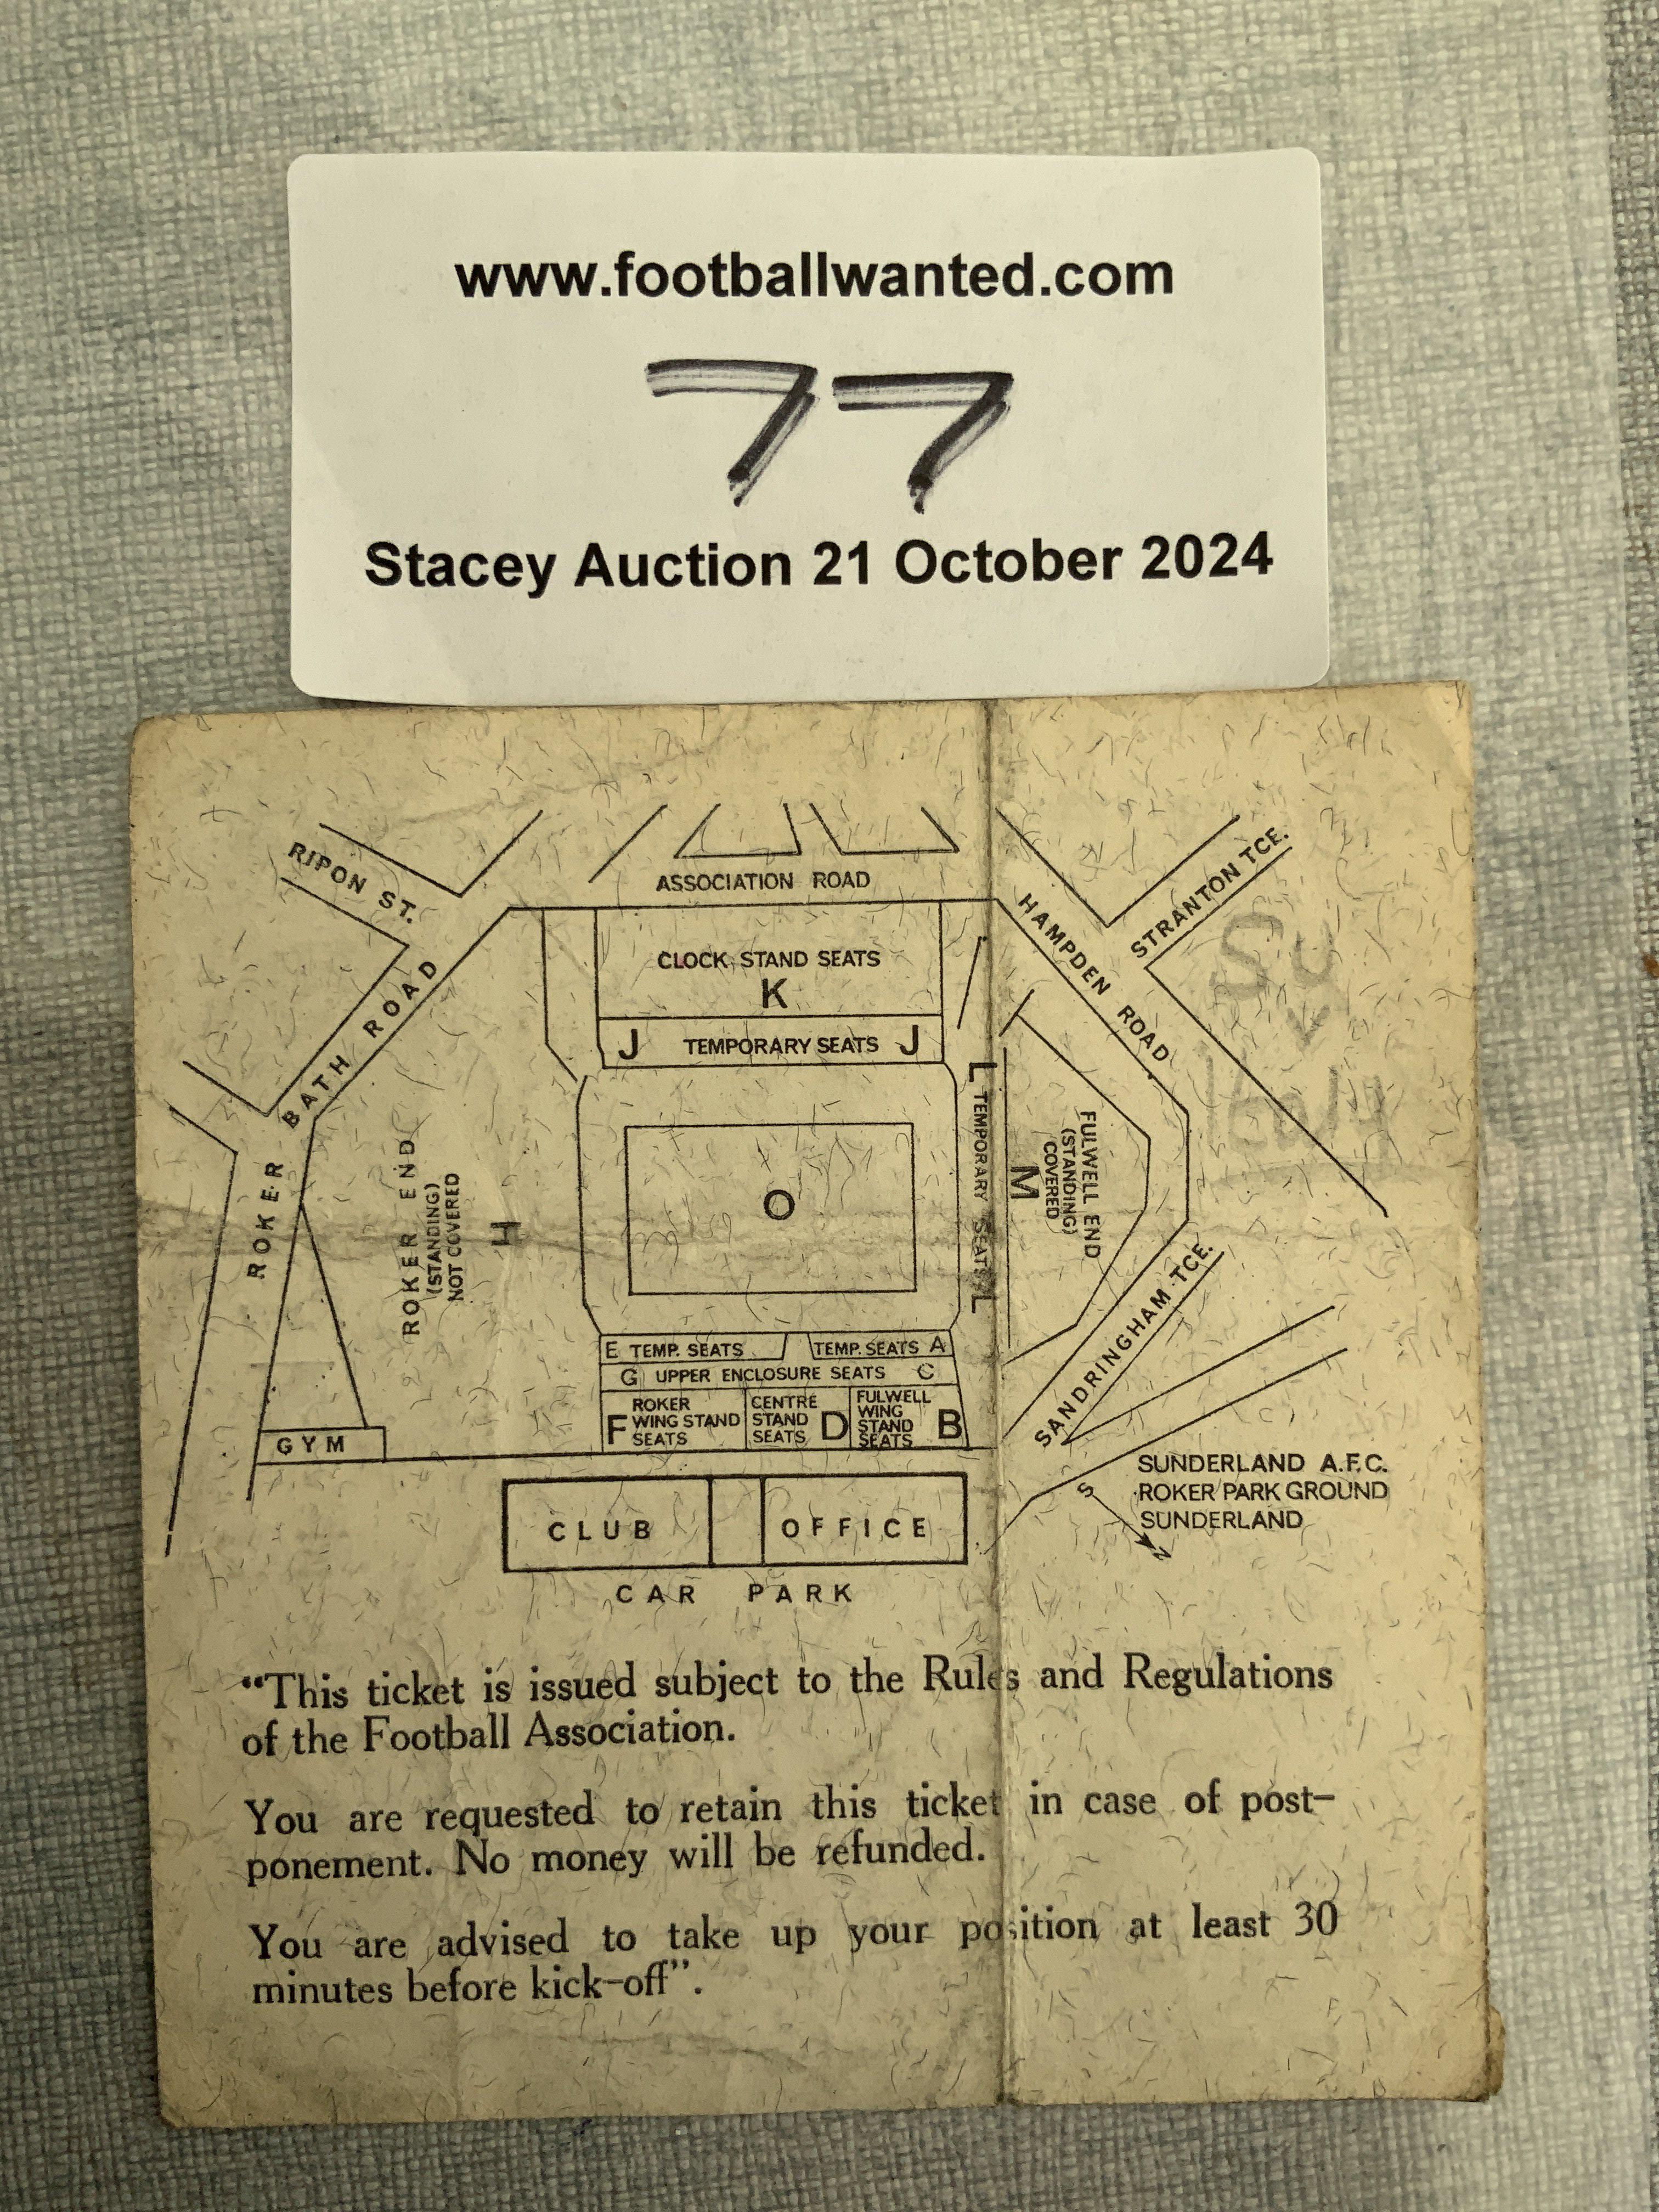 www.footballwanted.com
77
Stacey Auction 21 October 2024
RIPON ST.
ASSOCIATION ROAD
STRANTON TCE.
HAMPDEN ROAD
BATH ROAD
CLOCK STAND SEATS
K
J TEMPORARY SEATS J
L TEMPORARY SEATS L
M
FULWELL END
(STANDING)
COVERED
ROKER
ROKER END
(STANDING)
NOT COVERED
H
O
SANDRINGHAM TCE.
E TEMP. SEATS TEMP. SEATS A
G UPPER ENCLOSURE SEATS C
F ROKER
WING STAND
SEATS
CENTRE
STAND
SEATS D
FULWELL
WING
STAND
SEATS B
GYM
CLUB OFFICE
CAR PARK
SUNDERLAND A.F.C.
ROKER PARK GROUND
SUNDERLAND
S
N
"This ticket is issued subject to the Rules and Regulations
of the Football Association.
You are requested to retain this ticket in case of post-
ponement. No money will be refunded.
You are advised to take up your position at least 30
minutes before kick-off".